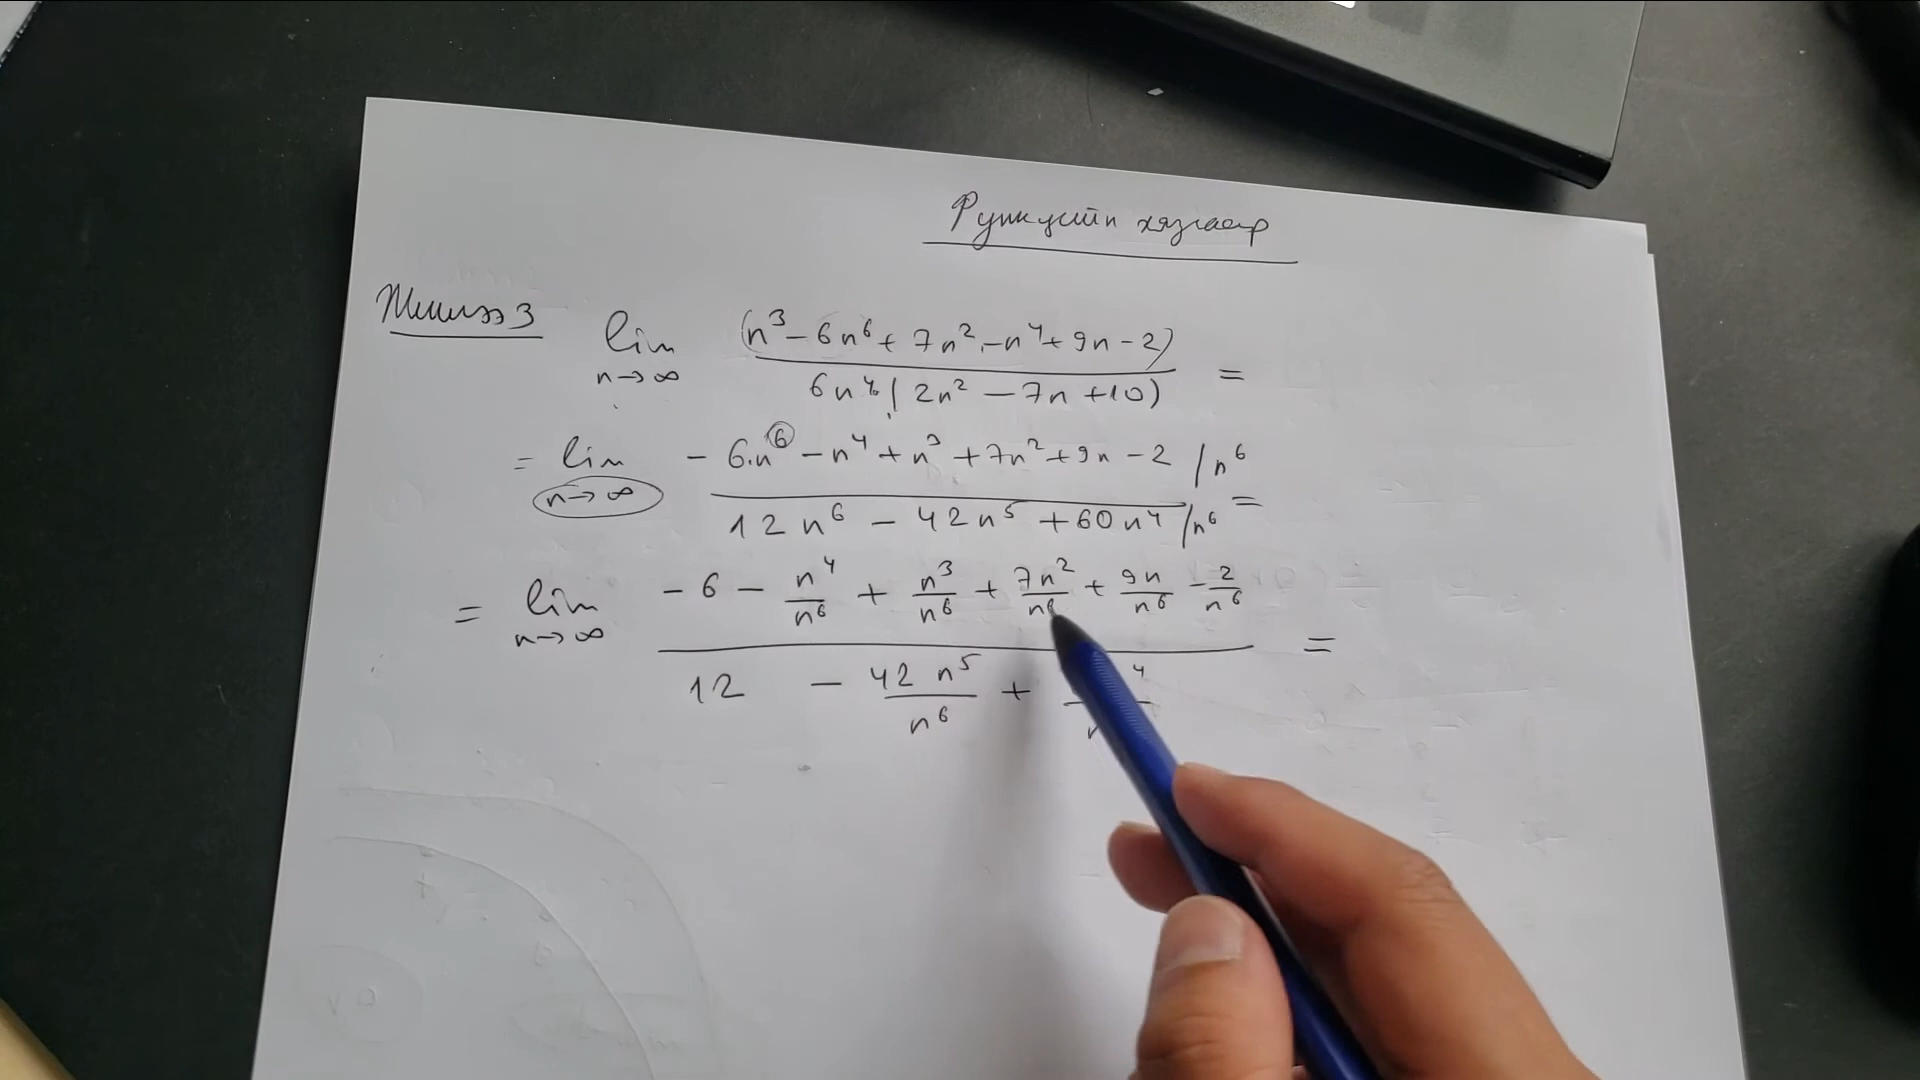 Функцийн хязгаар
Жишээ 3 lim n→∞ (n³ − 6n⁶ + 7n² − n⁴ + 9n − 2) / 6n⁴(2n² − 7n + 10) =
= lim n→∞ − 6·n⁶ − n⁴ + n³ + 7n² + 9n − 2 /n⁶ / 12n⁶ − 42n⁵ + 60n⁴ /n⁶ =
= lim n→∞ − 6 − n⁴/n⁶ + n³/n⁶ + 7n²/n⁶ + 9n/n⁶ − 2/n⁶ / 12 − 42n⁵/n⁶ + =